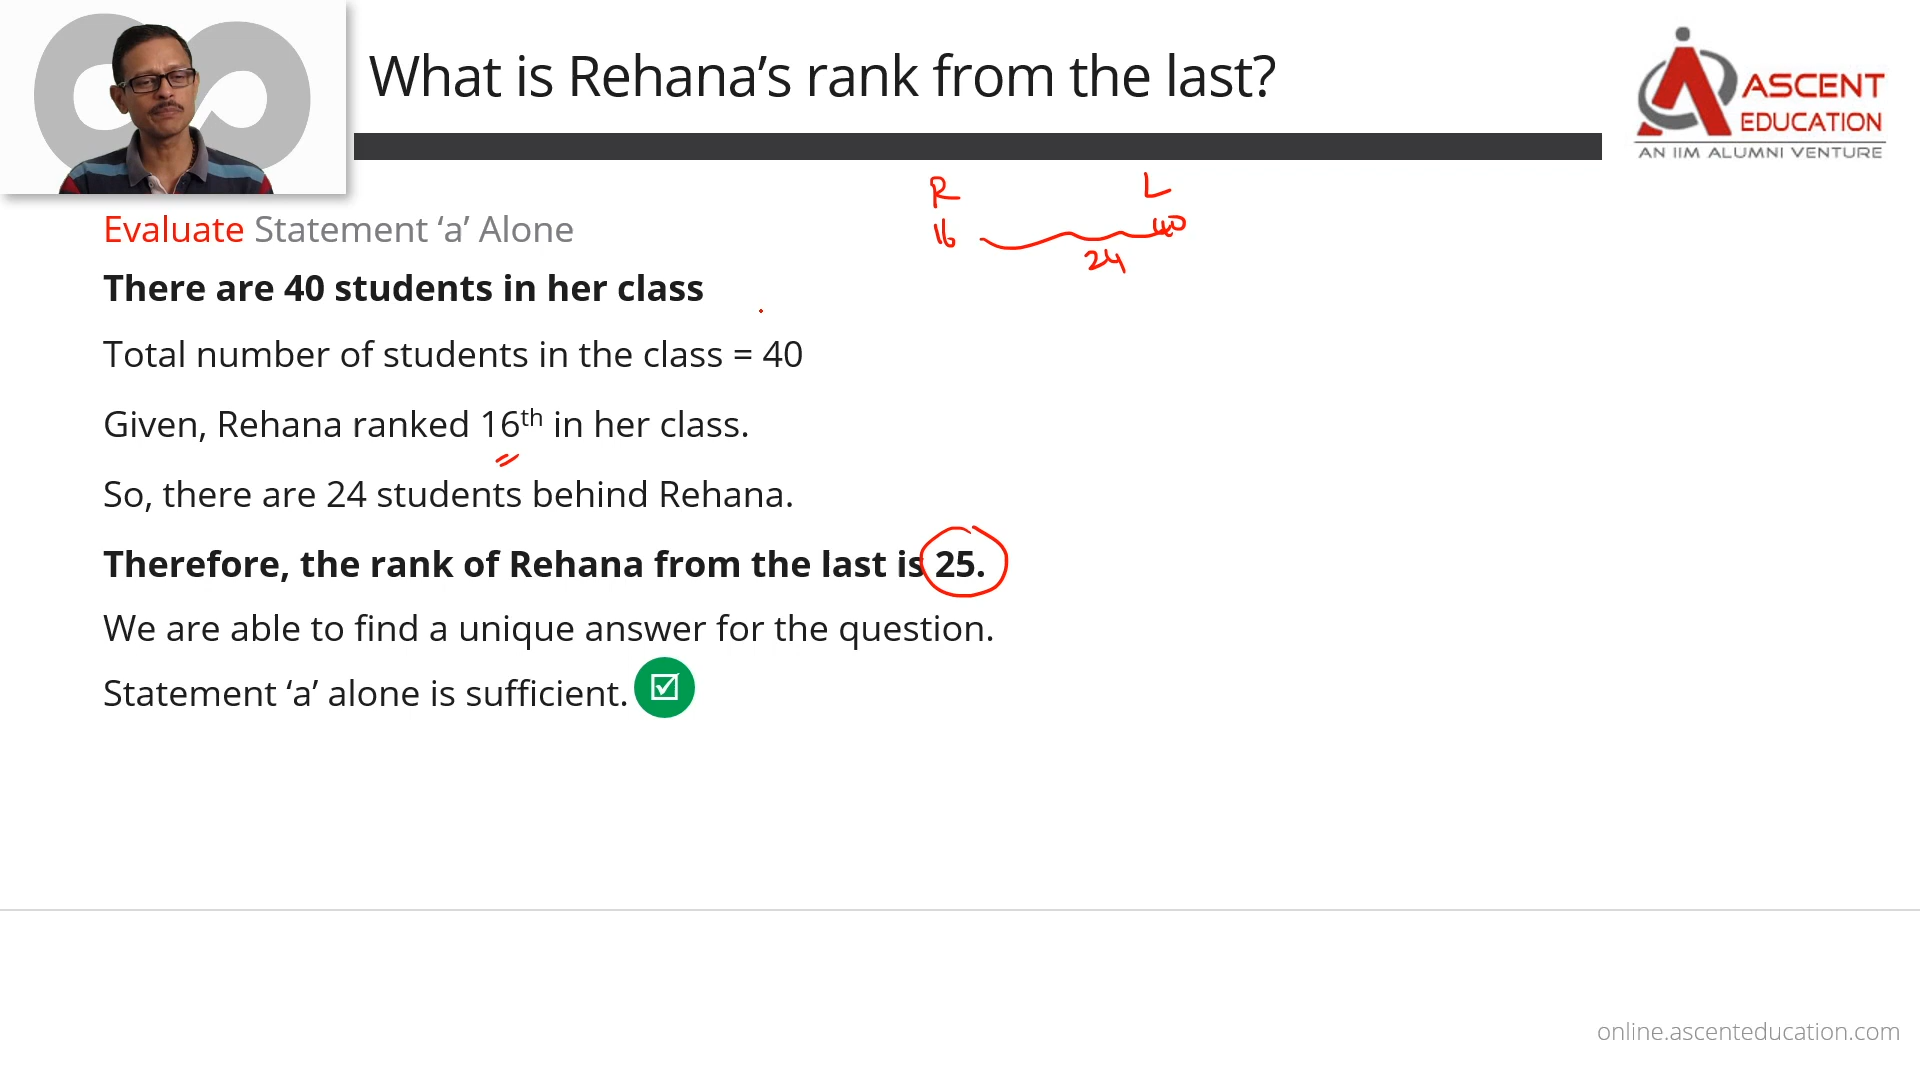 What is Rehana’s rank from the last?
ASCENT
EDUCATION
AN IIM ALUMNI VENTURE
R L
16 40
24
Evaluate Statement ‘a’ Alone
There are 40 students in her class
Total number of students in the class = 40
Given, Rehana ranked 16th in her class.
So, there are 24 students behind Rehana.
Therefore, the rank of Rehana from the last is 25.
We are able to find a unique answer for the question.
Statement ‘a’ alone is sufficient.
online.ascenteducation.com